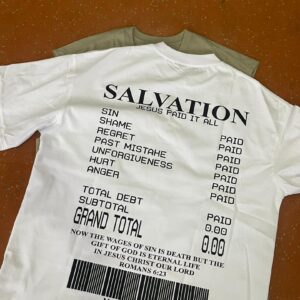 SALVATION
JESUS PAID IT ALL
SIN PAID
SHAME PAID
REGRET PAID
PAST MISTAKE PAID
UNFORGIVENESS PAID
HURT PAID
ANGER PAID
TOTAL DEBT PAID
SUBTOTAL 0.00
GRAND TOTAL 0.00
NOW THE WAGES OF SIN IS DEATH BUT THE
GIFT OF GOD IS ETERNAL LIFE
IN JESUS CHRIST OUR LORD
ROMANS 6:23